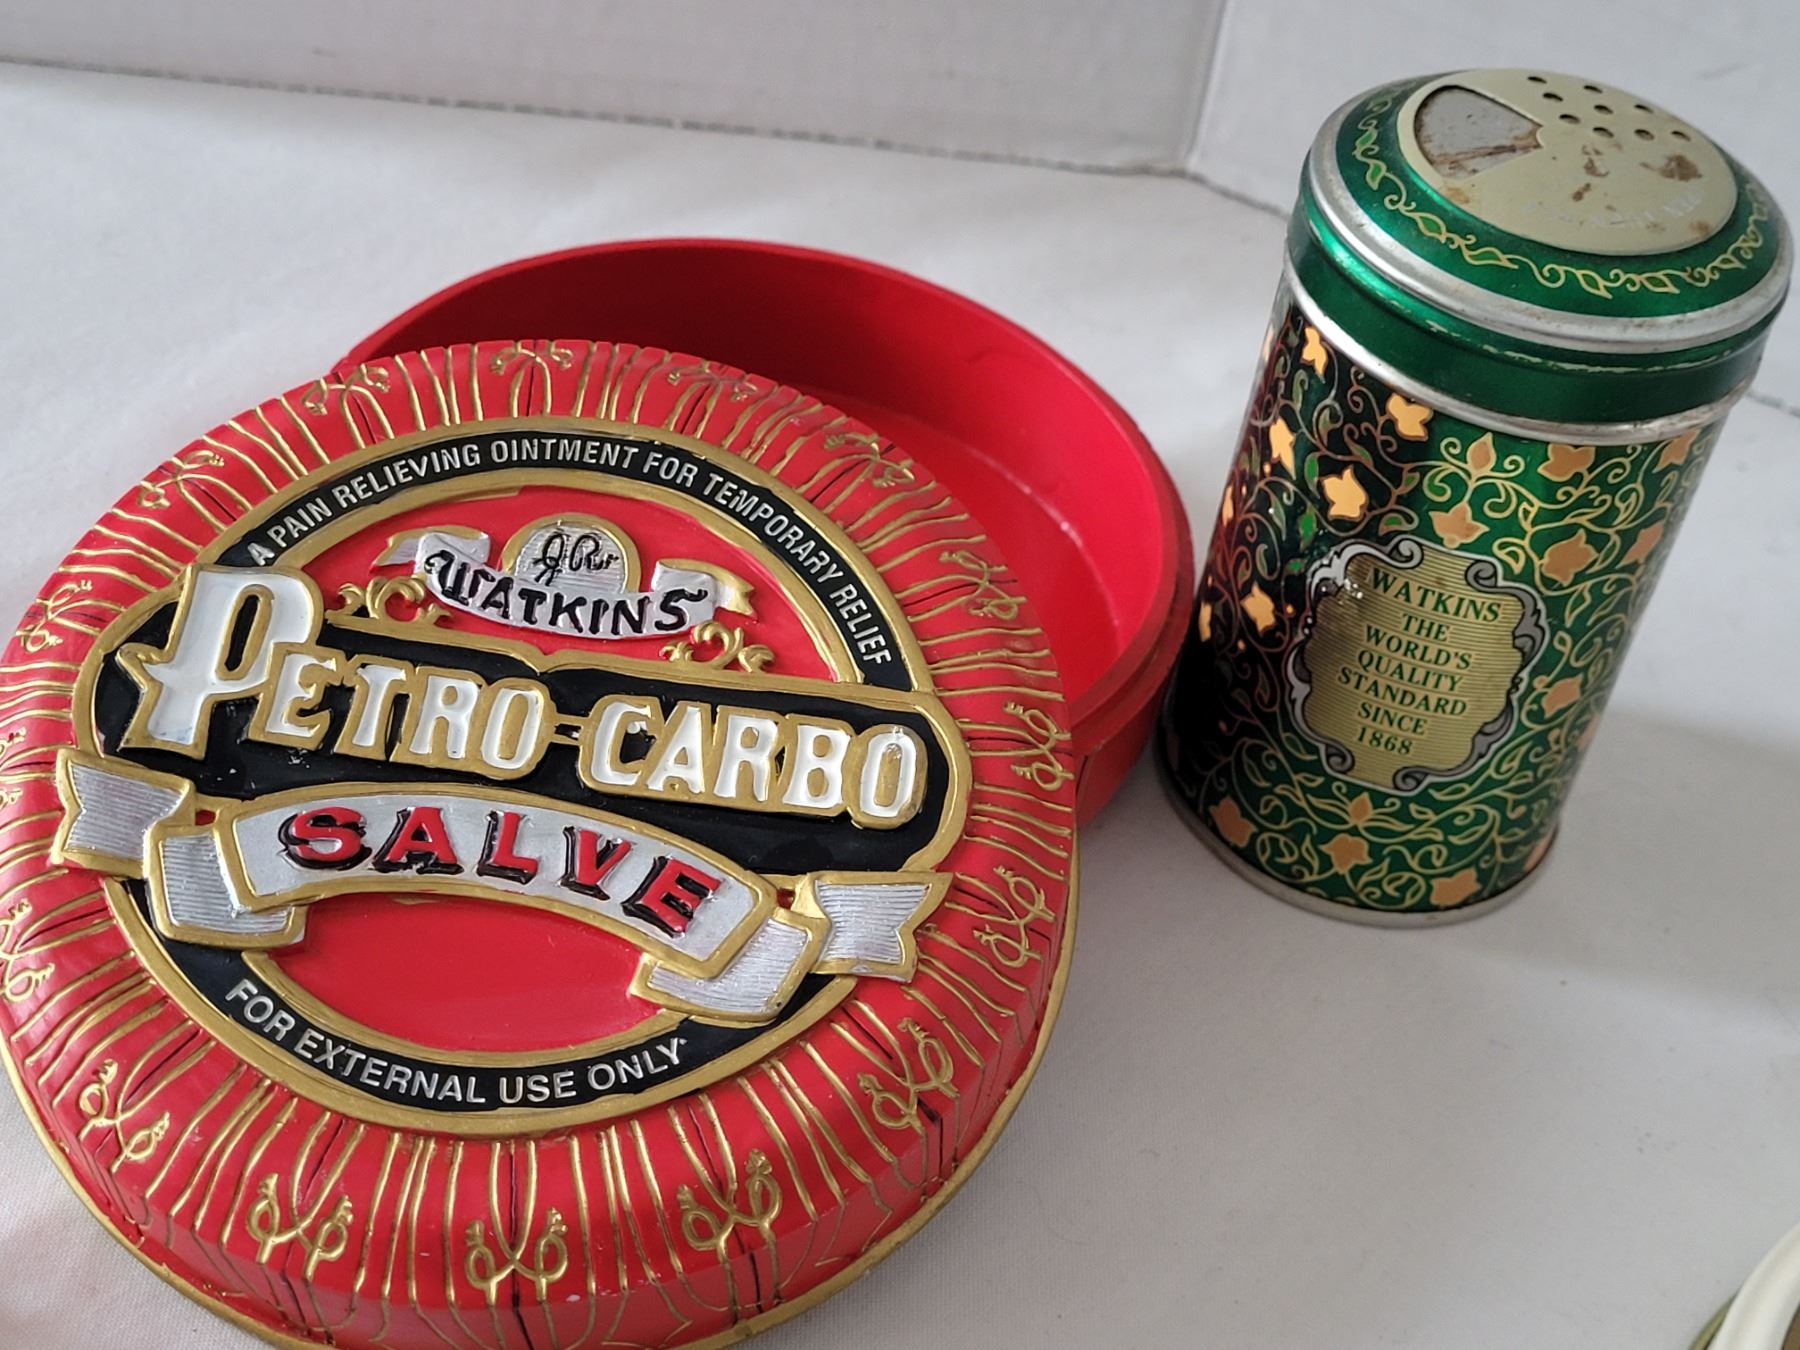 A PAIN RELIEVING OINTMENT FOR TEMPORARY RELIEF
J.R.
WATKINS
PETRO-CARBO
SALVE
FOR EXTERNAL USE ONLY
WATKINS
THE
WORLD'S
QUALITY
STANDARD
SINCE
1868